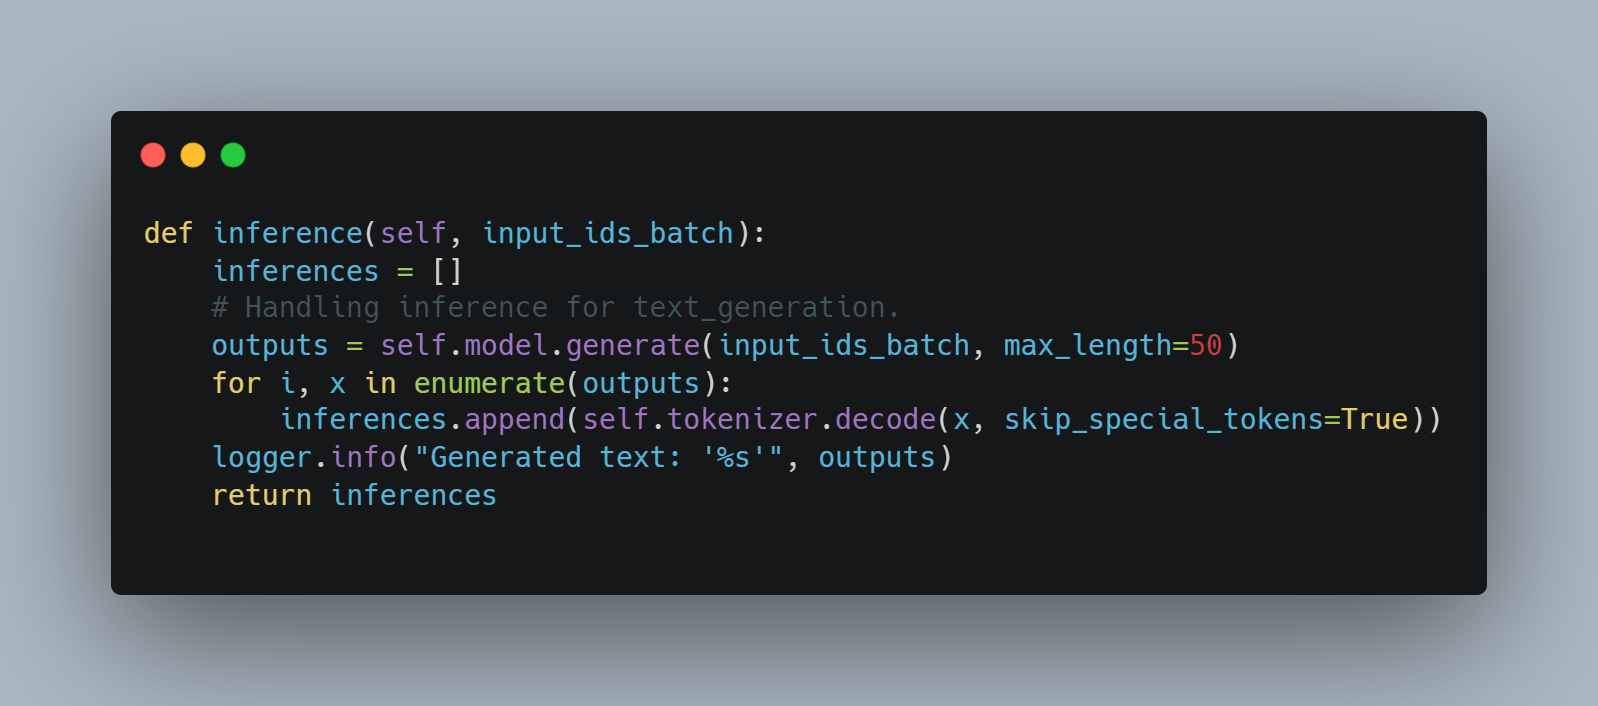 def inference(self, input_ids_batch):
    inferences = []
    # Handling inference for text_generation.
    outputs = self.model.generate(input_ids_batch, max_length=50)
    for i, x in enumerate(outputs):
        inferences.append(self.tokenizer.decode(x, skip_special_tokens=True))
    logger.info("Generated text: '%s'", outputs)
    return inferences